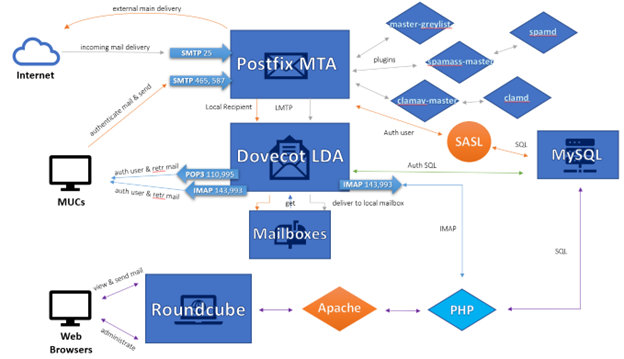 external main delivery
master-greylist
spamd
Postfix MTA
incoming mail delivery
SMTP 25
plugins
spamass-master
Internet
SMTP 465, 587
clamav-master
clamd
authenticate mail & send
Local Recipient
LMTP
Auth user
SASL
SQL
Dovecot LDA
MySQL
auth user & retr mail
POP3 110,995
Auth SQL
IMAP 143,993
IMAP 143,993
MUCs
auth user & retr mail
get
deliver to local mailbox
Mailboxes
IMAP
SQL
view & send mail
Roundcube
Apache
PHP
Web
Browsers
administrate